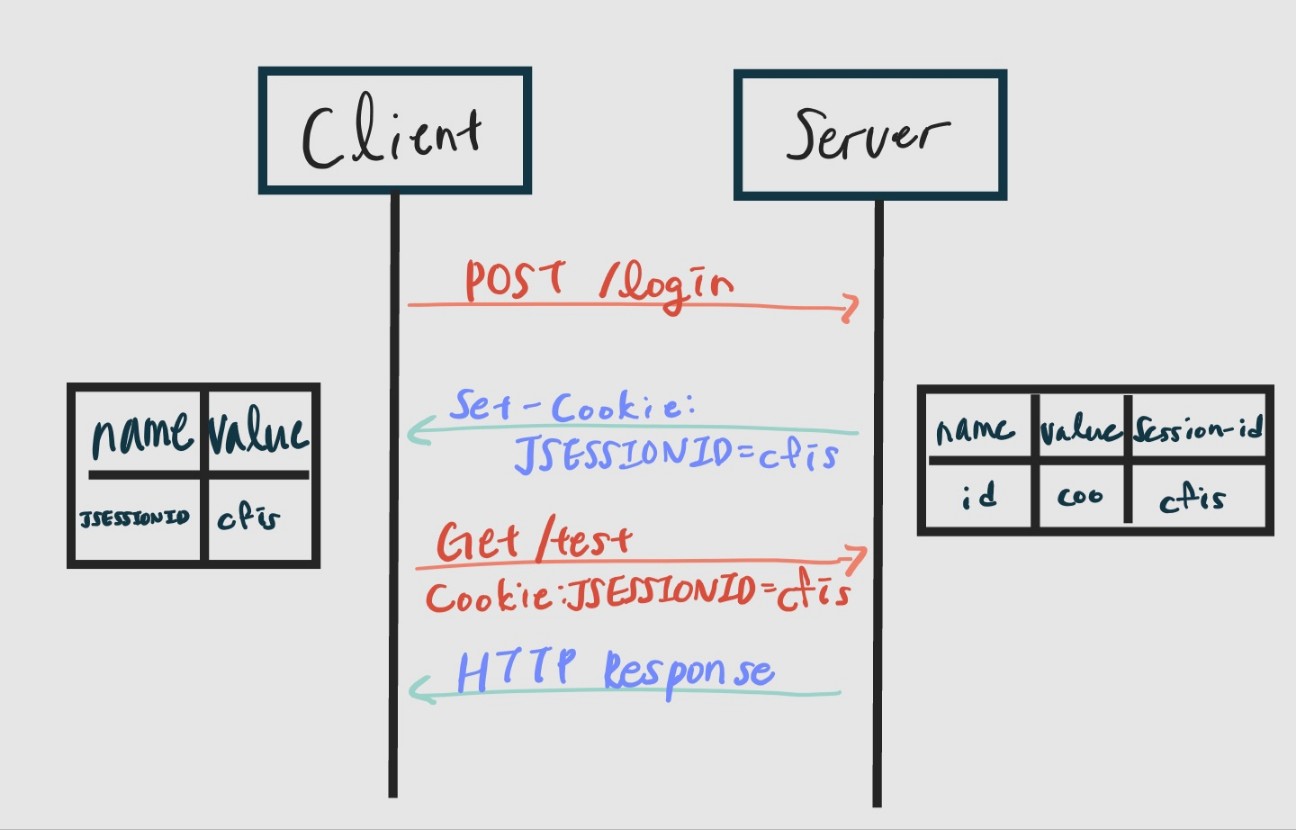 Client
Server
POST /login
Set-Cookie:
JSESSIONID=cfis
name value
JSESSIONID cfis
name value Session-id
id coo cfis
Get /test
Cookie:JSESSIONID=cfis
HTTP Response